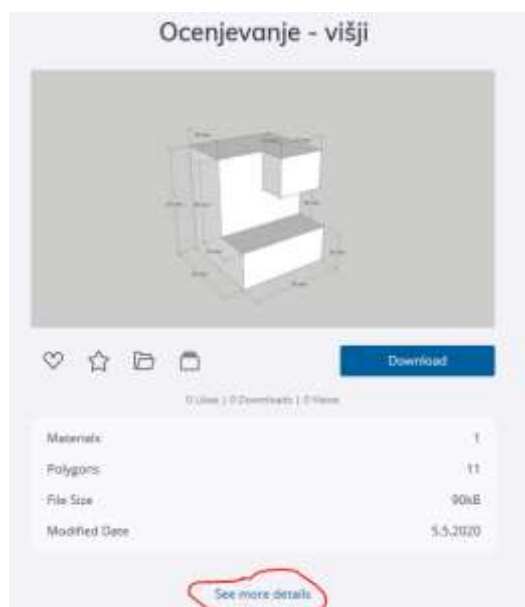 Ocenjevanje - višji
Download
0 Likes | 0 Downloads | 0 Views
Materials 1
Polygons 11
File Size 90kB
Modified Date 5.5.2020
See more details